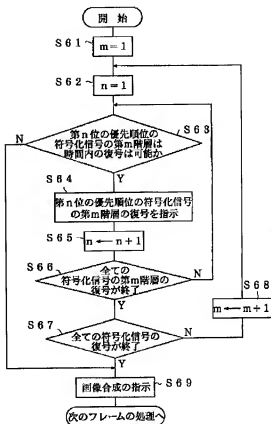 開始
S61
m=1
S62
n=1
S63
第n位の優先順位の
符号化信号の第m階層は
時間内の復号は可能か
N
Y
S64
第n位の優先順位の符号化信号
の第m階層の復号を指示
S65
n←n+1
S66
全ての
符号化信号の第m階層の
復号が終了
N
Y
S67
全ての符号化信号の
復号が終了
N
S68
m←m+1
Y
画像合成の指示
S69
次のフレームの処理へ